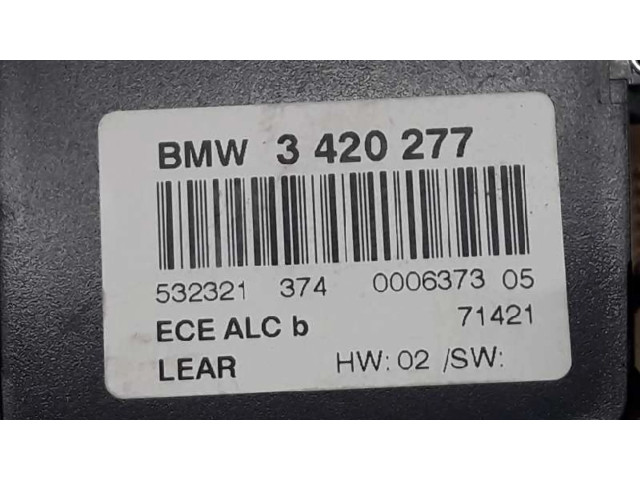 BMW 3 420 277
532321 374 0006373 05
ECE ALC b 71421
LEAR HW: 02 /SW: